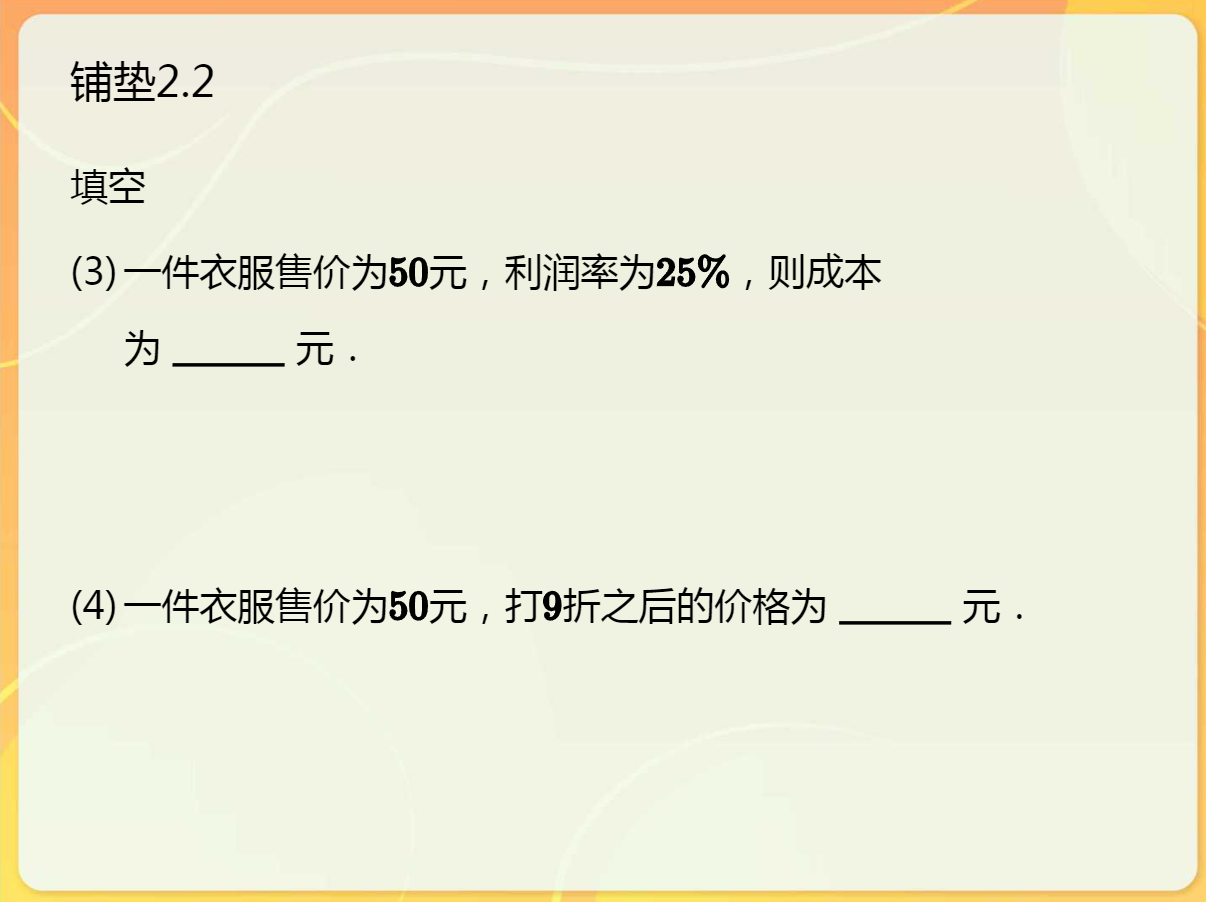 铺垫2.2
填空
(3) 一件衣服售价为50元，利润率为25%，则成本
为 ______ 元．
(4) 一件衣服售价为50元，打9折之后的价格为 ______ 元．